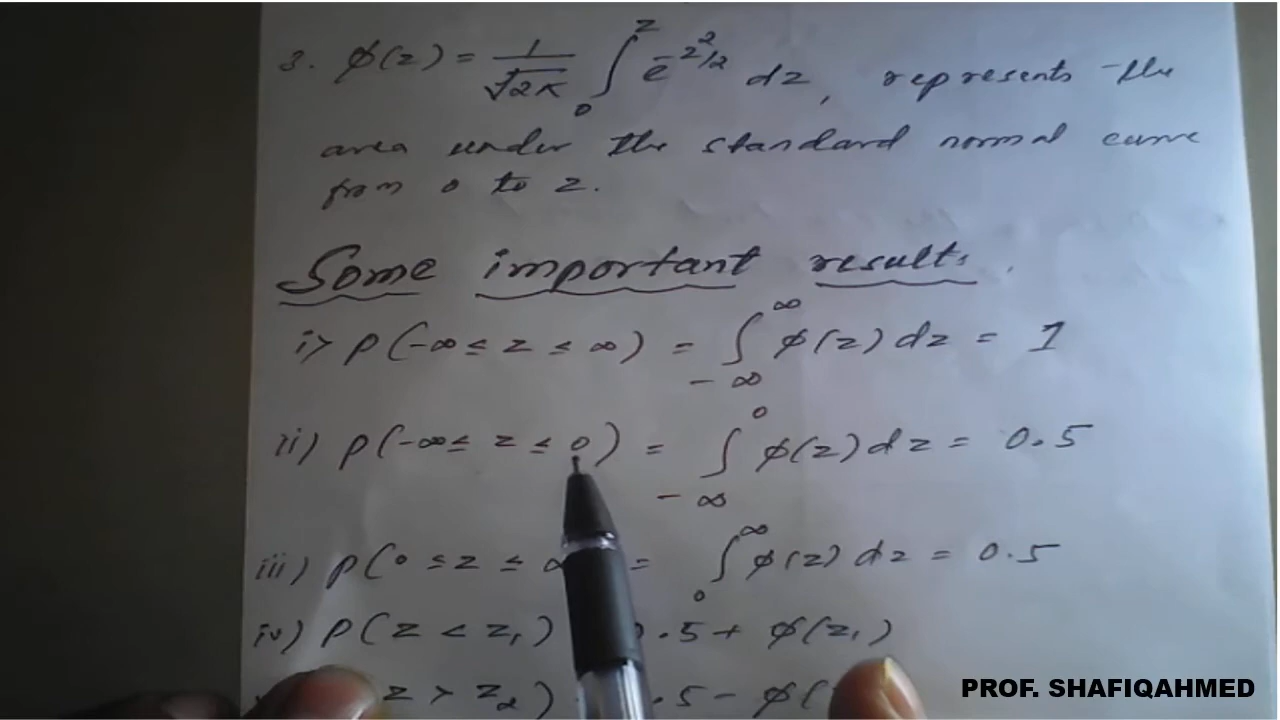 3. φ(z) = 1/√2π ∫₀ᶻ e^-z²/2 dz, represents the
area under the standard normal curve
from 0 to z.
Some important results.
i) P(-∞ ≤ z ≤ ∞) = ∫_-∞^∞ φ(z) dz = 1
ii) P(-∞ ≤ z ≤ 0) = ∫_-∞^0 φ(z) dz = 0.5
iii) P(0 ≤ z ≤ = ∫_0^∞ φ(z) dz = 0.5
iv) P(z < z₁) .5 + φ(z₁)
z > z₂) .5 - φ(
PROF. SHAFIQAHMED